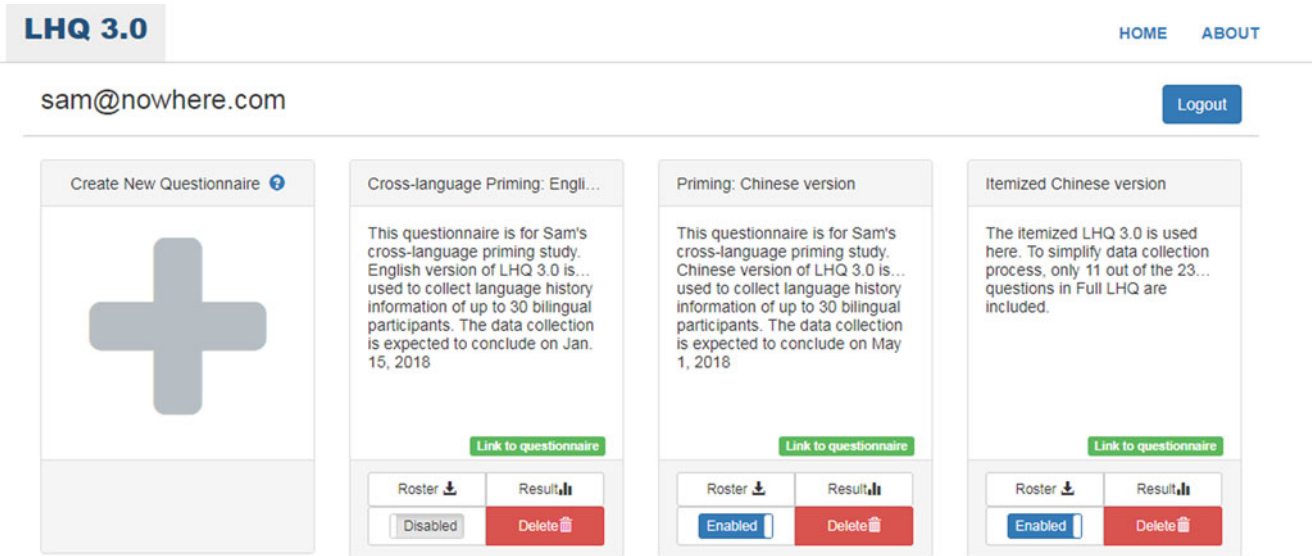 LHQ 3.0
HOME ABOUT
sam@nowhere.com
Logout
Create New Questionnaire
Cross-language Priming: Engli...
This questionnaire is for Sam's
cross-language priming study.
English version of LHQ 3.0 is...
used to collect language history
information of up to 30 bilingual
participants. The data collection
is expected to conclude on Jan.
15, 2018
Link to questionnaire
Roster Result
Disabled Delete
Priming: Chinese version
This questionnaire is for Sam's
cross-language priming study.
Chinese version of LHQ 3.0 is...
used to collect language history
information of up to 30 bilingual
participants. The data collection
is expected to conclude on May
1, 2018
Link to questionnaire
Roster Result
Enabled Delete
Itemized Chinese version
The itemized LHQ 3.0 is used
here. To simplify data collection
process, only 11 out of the 23...
questions in Full LHQ are
included.
Link to questionnaire
Roster Result
Enabled Delete